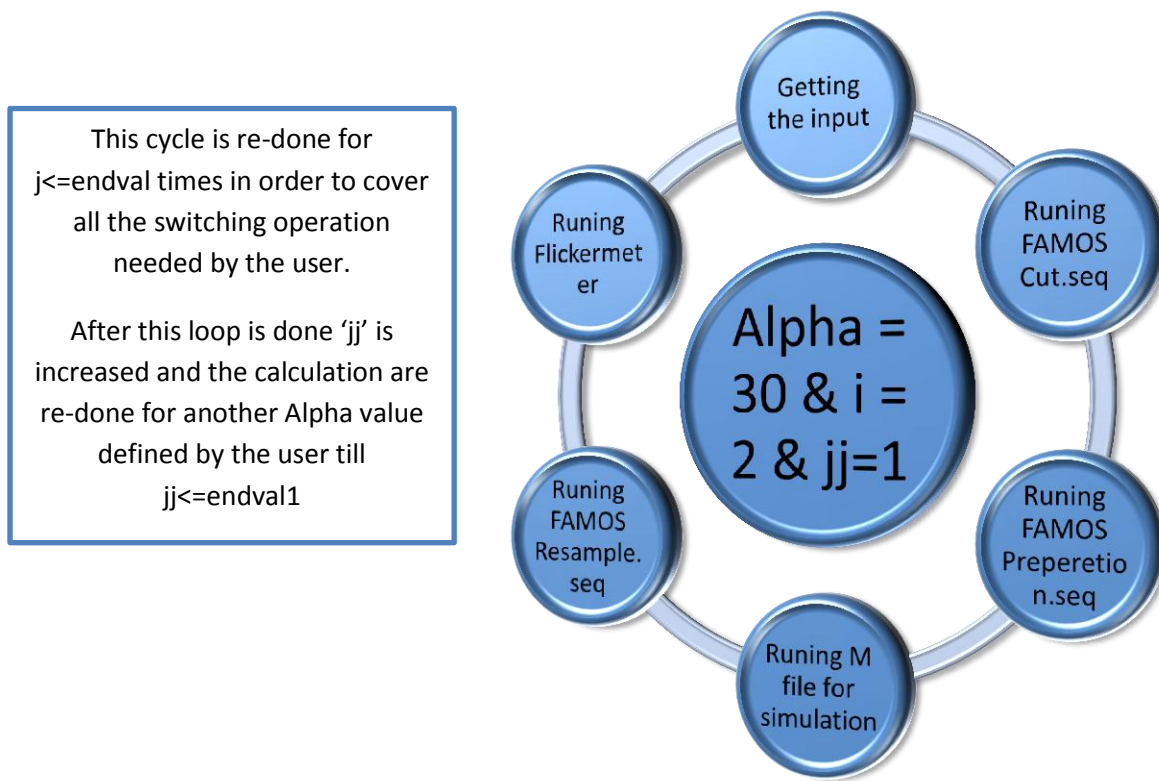 This cycle is re-done for
j<=endval times in order to cover
all the switching operation
needed by the user.
After this loop is done ‘jj’ is
increased and the calculation are
re-done for another Alpha value
defined by the user till
jj<=endval1
Getting
the input
Runing
FAMOS
Cut.seq
Runing
FAMOS
Preperetio
n.seq
Runing M
file for
simulation
Runing
FAMOS
Resample.
seq
Runing
Flickermet
er
Alpha =
30 & i =
2 & jj=1